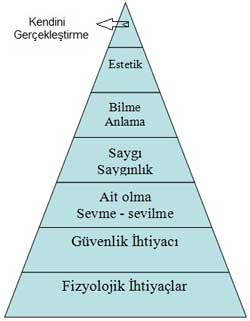 Kendini
Gerçekleştirme
Estetik
Bilme
Anlama
Saygı
Saygınlık
Ait olma
Sevme - sevilme
Güvenlik İhtiyacı
Fizyolojik İhtiyaçlar